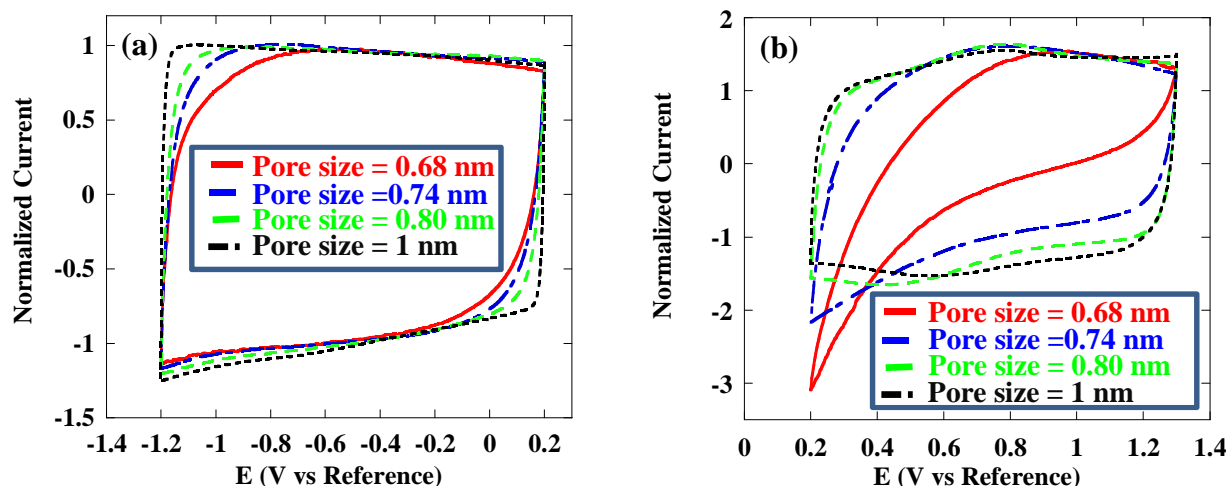 (a)
Normalized Current
1
0.5
0
-0.5
-1
-1.5
Pore size = 0.68 nm
Pore size =0.74 nm
Pore size = 0.80 nm
Pore size = 1 nm
-1.4 -1.2 -1 -0.8 -0.6 -0.4 -0.2 0 0.2
E (V vs Reference)
(b)
Normalized Current
2
1
0
-1
-2
-3
Pore size = 0.68 nm
Pore size =0.74 nm
Pore size = 0.80 nm
Pore size = 1 nm
0 0.2 0.4 0.6 0.8 1 1.2 1.4
E (V vs Reference)